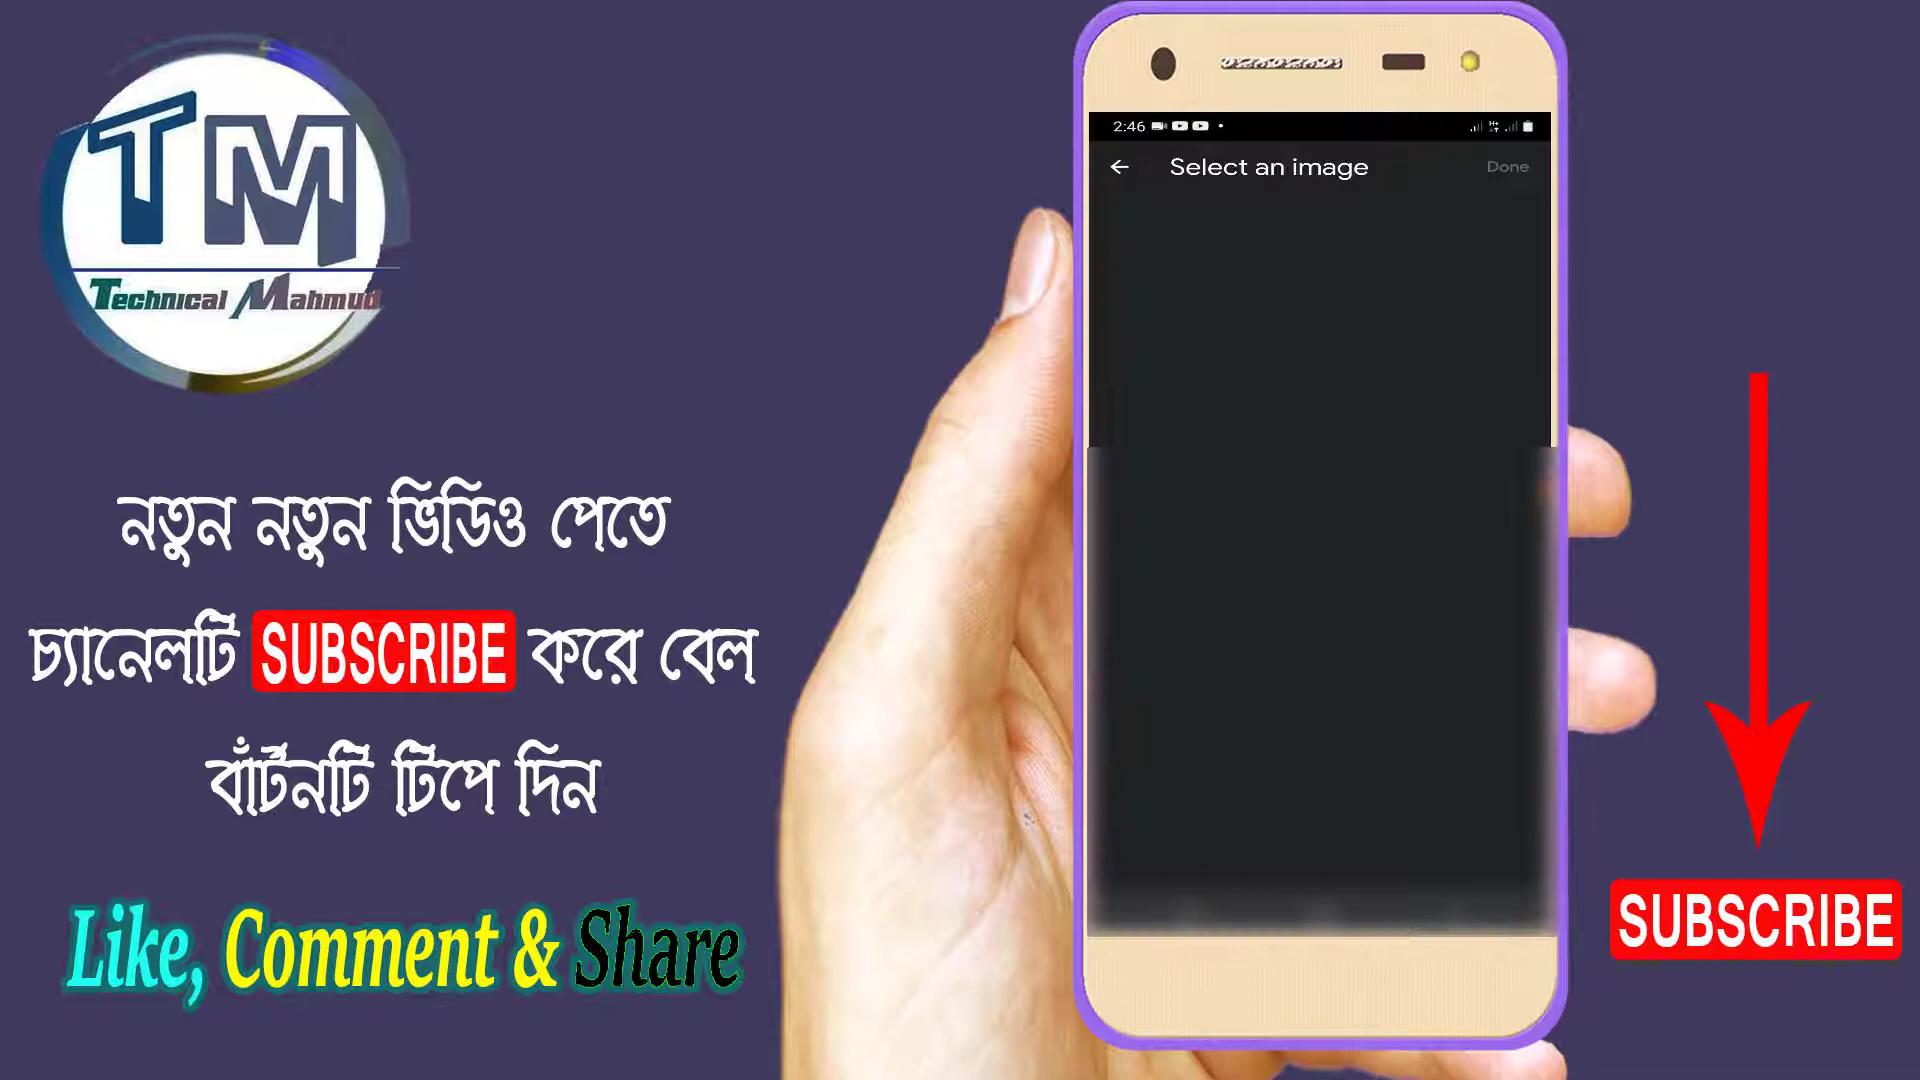 TM
Technical Mahmud
নতুন নতুন ভিডিও পেতে
চ্যানেলটি SUBSCRIBE করে বেল
বাঁটনটি টিপে দিন
Like, Comment & Share
2:46
Select an image
Done
SUBSCRIBE